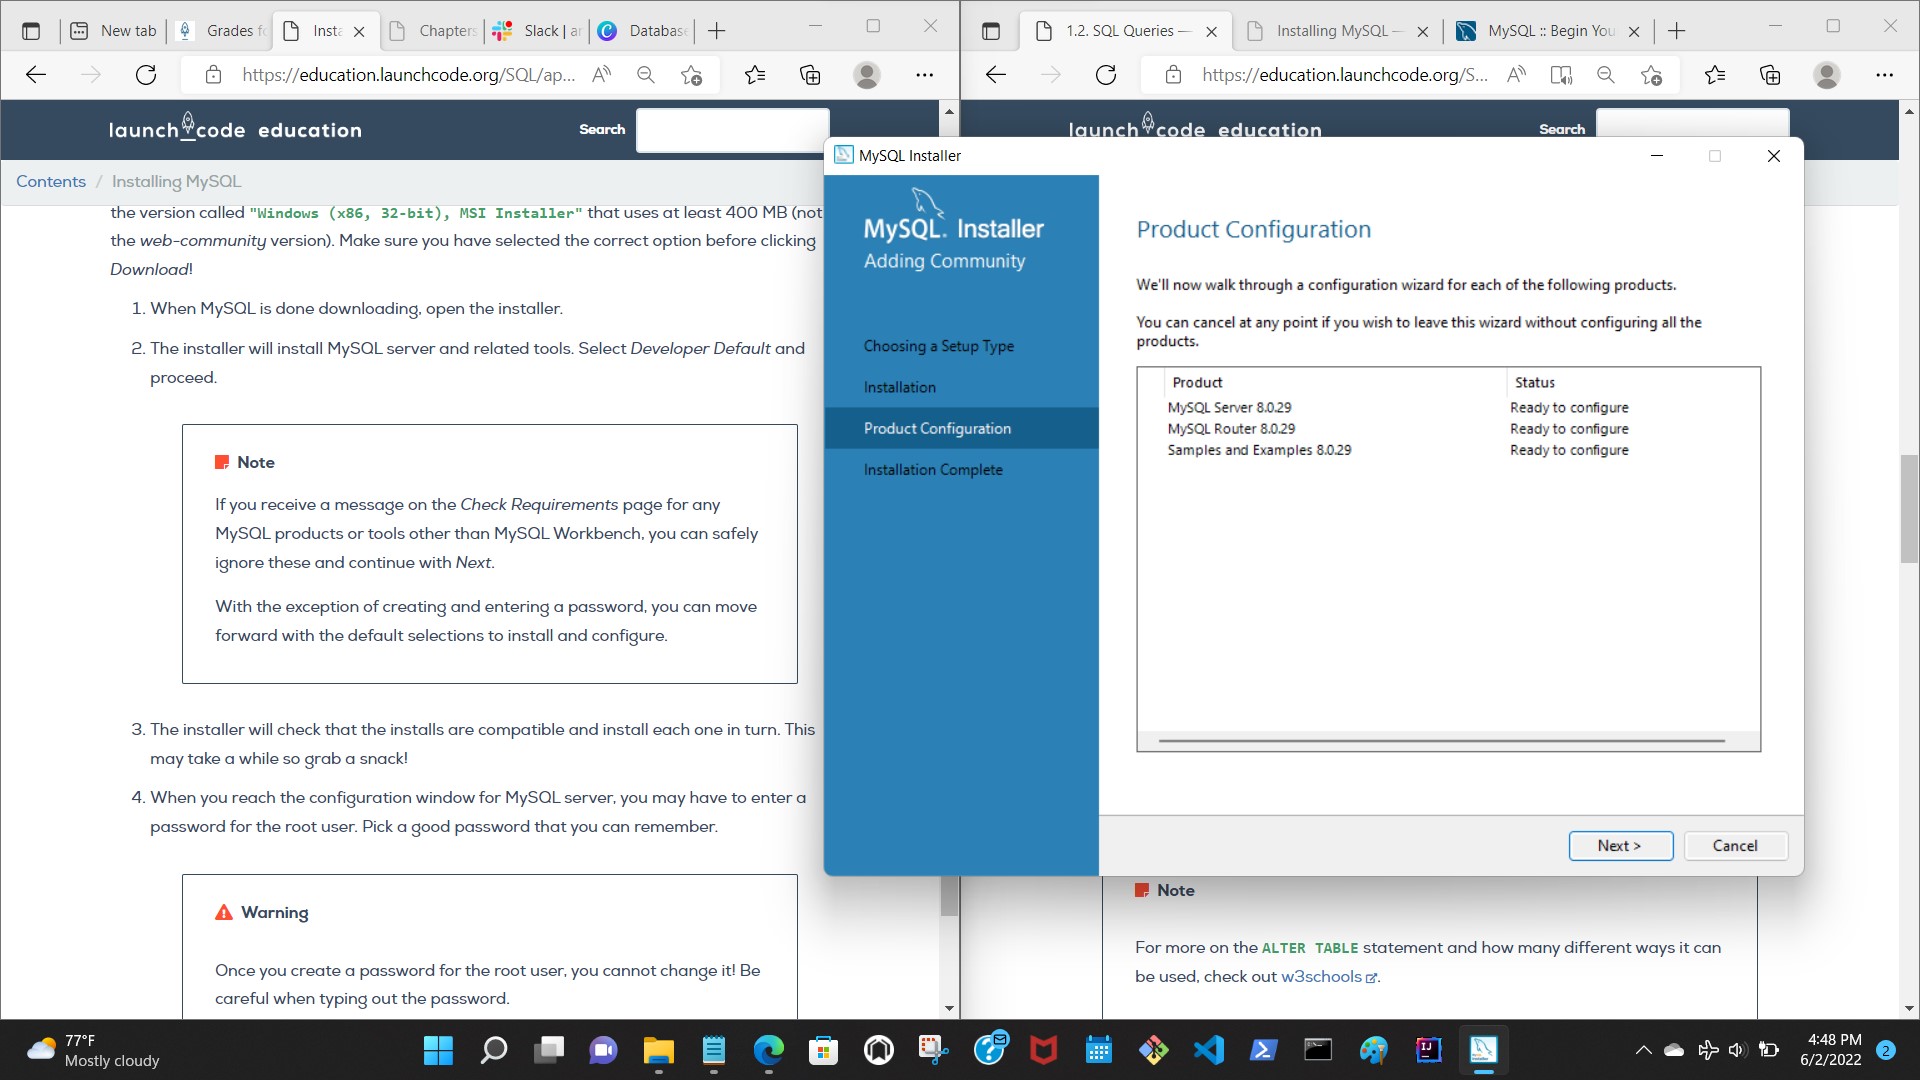 New tab
Grades fo
Insta
Chapters
Slack | ar
Database
1.2. SQL Queries —
Installing MySQL —
MySQL :: Begin You
https://education.launchcode.org/SQL/ap...
https://education.launchcode.org/S...
launch_code education
Search
launch code education
Search
Contents / Installing MySQL
the version called "Windows (x86, 32-bit), MSI Installer" that uses at least 400 MB (not
the web-community version). Make sure you have selected the correct option before clicking
Download!
1. When MySQL is done downloading, open the installer.
2. The installer will install MySQL server and related tools. Select Developer Default and
proceed.
Note
If you receive a message on the Check Requirements page for any
MySQL products or tools other than MySQL Workbench, you can safely
ignore these and continue with Next.
With the exception of creating and entering a password, you can move
forward with the default selections to install and configure.
3. The installer will check that the installs are compatible and install each one in turn. This
may take a while so grab a snack!
4. When you reach the configuration window for MySQL server, you may have to enter a
password for the root user. Pick a good password that you can remember.
Warning
Once you create a password for the root user, you cannot change it! Be
careful when typing out the password.
MySQL Installer
MySQL. Installer
Adding Community
Choosing a Setup Type
Installation
Product Configuration
Installation Complete
Product Configuration
We'll now walk through a configuration wizard for each of the following products.
You can cancel at any point if you wish to leave this wizard without configuring all the
products.
Product Status
MySQL Server 8.0.29 Ready to configure
MySQL Router 8.0.29 Ready to configure
Samples and Examples 8.0.29 Ready to configure
Next >
Cancel
Note
For more on the ALTER TABLE statement and how many different ways it can
be used, check out w3schools.
77°F
Mostly cloudy
4:48 PM
6/2/2022
2